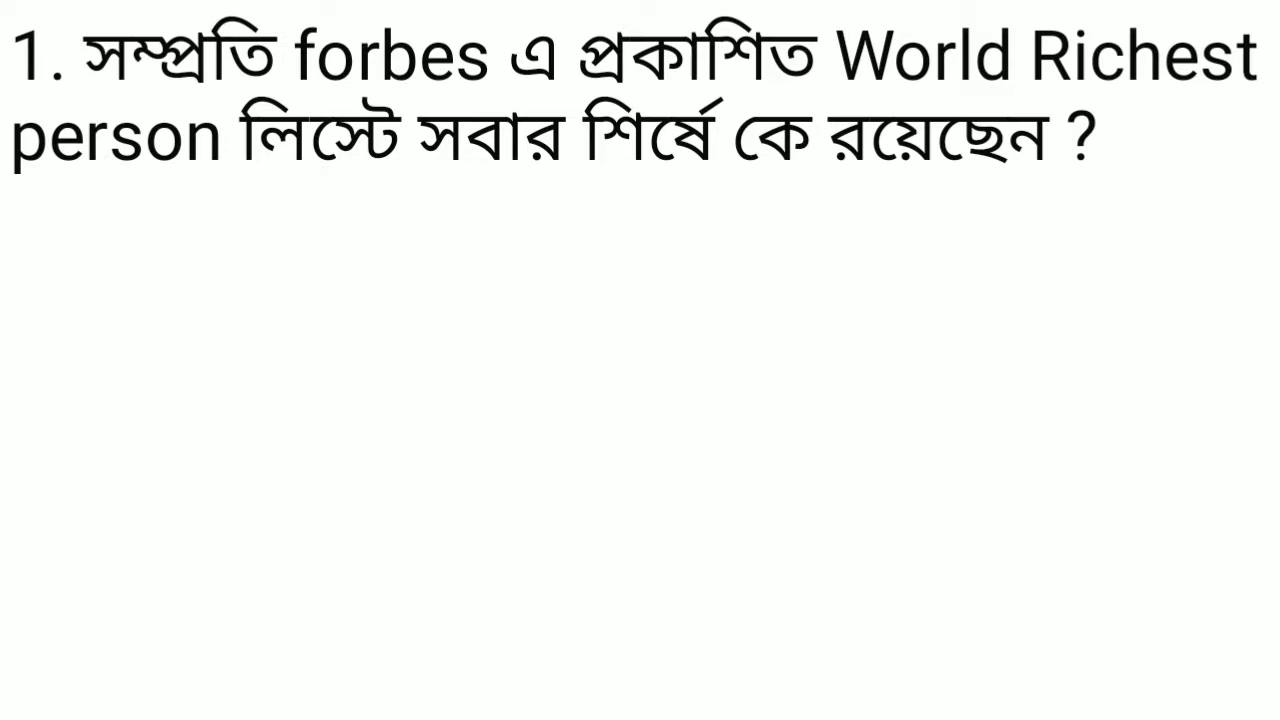 1. সম্প্রতি forbes এ প্রকাশিত World Richest
person লিস্টে সবার শির্ষে কে রয়েছেন ?